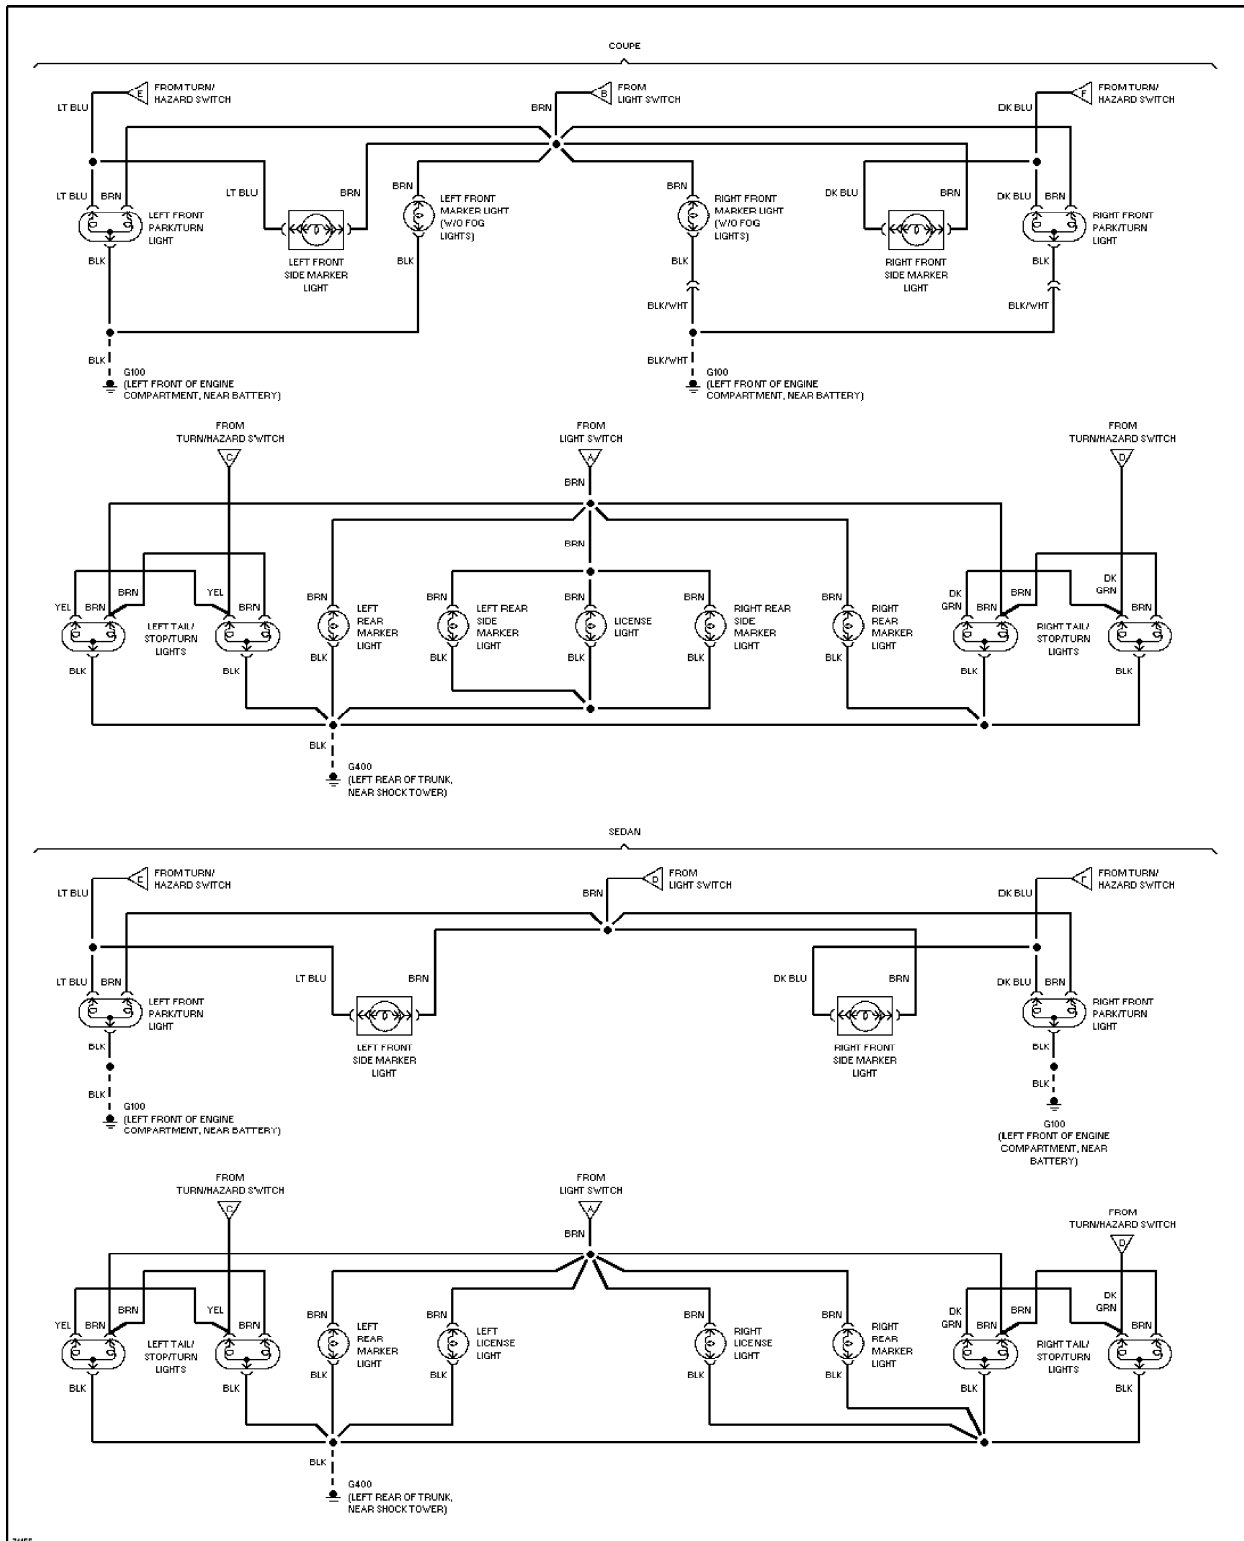 COUPE
E
FROM TURN/
HAZARD SWITCH
B
FROM
LIGHT SWITCH
F
FROM TURN/
HAZARD SWITCH
LT BLU
BRN
DK BLU
LT BLU
BRN
LT BLU
BRN
BRN
BRN
DK BLU
BRN
DK BLU
BRN
LEFT FRONT
PARK/TURN
LIGHT
LEFT FRONT
MARKER LIGHT
(W/O FOG
LIGHTS)
RIGHT FRONT
MARKER LIGHT
(W/O FOG
LIGHTS)
RIGHT FRONT
PARK/TURN
LIGHT
BLK
LEFT FRONT
SIDE MARKER
LIGHT
BLK
BLK
RIGHT FRONT
SIDE MARKER
LIGHT
BLK
BLK/WHT
BLK/WHT
BLK
BLK/WHT
G100
(LEFT FRONT OF ENGINE
COMPARTMENT, NEAR BATTERY)
G100
(LEFT FRONT OF ENGINE
COMPARTMENT, NEAR BATTERY)
FROM
TURN/HAZARD SWITCH
C
FROM
LIGHT SWITCH
A
FROM
TURN/HAZARD SWITCH
D
BRN
BRN
YEL
BRN
BRN
YEL
BRN
BRN
BRN
BRN
BRN
BRN
DK
GRN
BRN
BRN
DK
GRN
BRN
LEFT TAIL/
STOP/TURN
LIGHTS
LEFT
REAR
MARKER
LIGHT
LEFT REAR
SIDE
MARKER
LIGHT
LICENSE
LIGHT
RIGHT REAR
SIDE
MARKER
LIGHT
RIGHT
REAR
MARKER
LIGHT
RIGHT TAIL/
STOP/TURN
LIGHTS
BLK
BLK
BLK
BLK
BLK
BLK
BLK
BLK
BLK
BLK
G400
(LEFT REAR OF TRUNK,
NEAR SHOCK TOWER)
SEDAN
E
FROM TURN/
HAZARD SWITCH
FROM
LIGHT SWITCH
F
FROM TURN/
HAZARD SWITCH
LT BLU
BRN
DK BLU
LT BLU
BRN
LT BLU
BRN
DK BLU
BRN
DK BLU
BRN
LEFT FRONT
PARK/TURN
LIGHT
RIGHT FRONT
PARK/TURN
LIGHT
BLK
LEFT FRONT
SIDE MARKER
LIGHT
RIGHT FRONT
SIDE MARKER
LIGHT
BLK
BLK
BLK
G100
(LEFT FRONT OF ENGINE
COMPARTMENT, NEAR BATTERY)
G100
(LEFT FRONT OF ENGINE
COMPARTMENT, NEAR
BATTERY)
FROM
TURN/HAZARD SWITCH
C
FROM
LIGHT SWITCH
A
FROM
TURN/HAZARD SWITCH
D
BRN
YEL
BRN
BRN
YEL
BRN
BRN
BRN
BRN
BRN
DK
GRN
BRN
BRN
DK
GRN
BRN
LEFT TAIL/
STOP/TURN
LIGHTS
LEFT
REAR
MARKER
LIGHT
LEFT
LICENSE
LIGHT
RIGHT
LICENSE
LIGHT
RIGHT
REAR
MARKER
LIGHT
RIGHT TAIL/
STOP/TURN
LIGHTS
BLK
BLK
BLK
BLK
BLK
BLK
BLK
BLK
BLK
G400
(LEFT REAR OF TRUNK,
NEAR SHOCK TOWER)